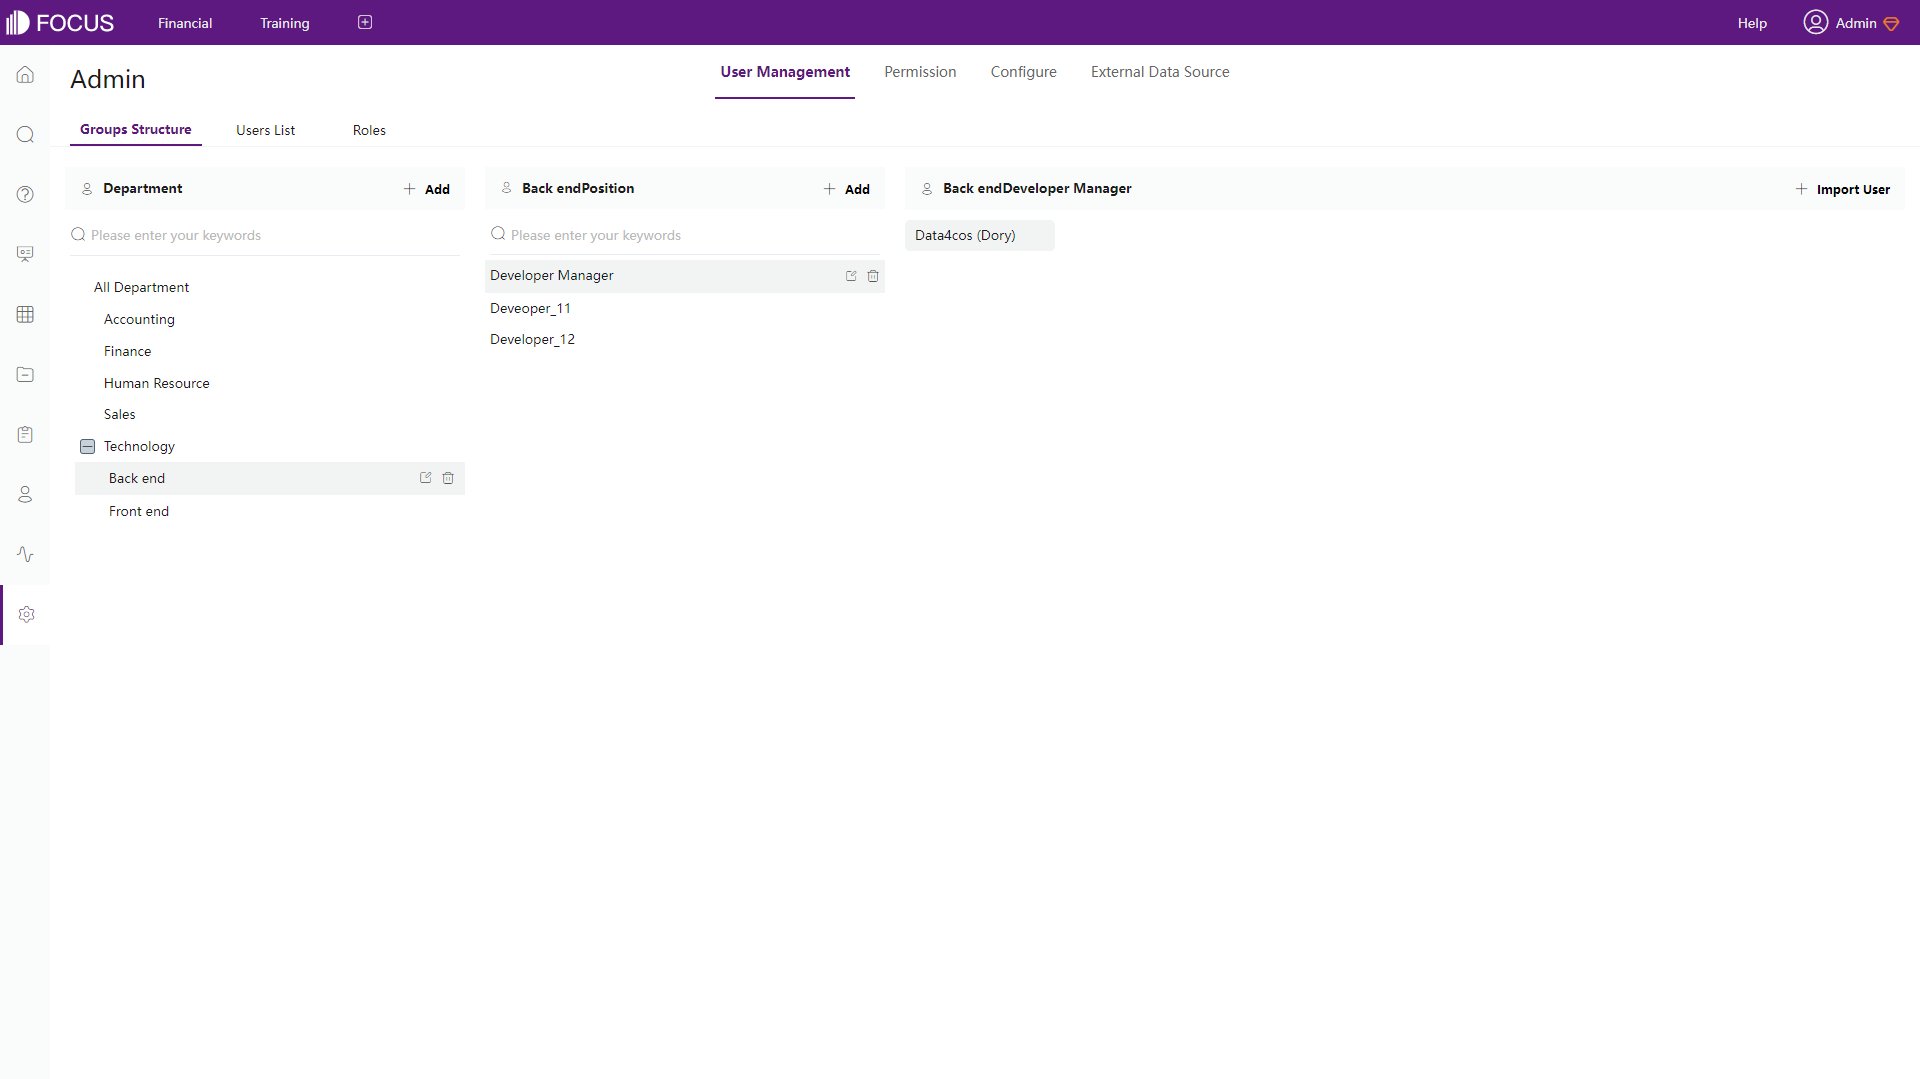 FOCUS Financial Training Help Admin
Admin
User Management Permission Configure External Data Source
Groups Structure Users List Roles
Department Add
Please enter your keywords
All Department
Accounting
Finance
Human Resource
Sales
Technology
Back end
Front end
Back endPosition Add
Please enter your keywords
Developer Manager
Deveoper_11
Developer_12
Back endDeveloper Manager Import User
Data4cos (Dory)